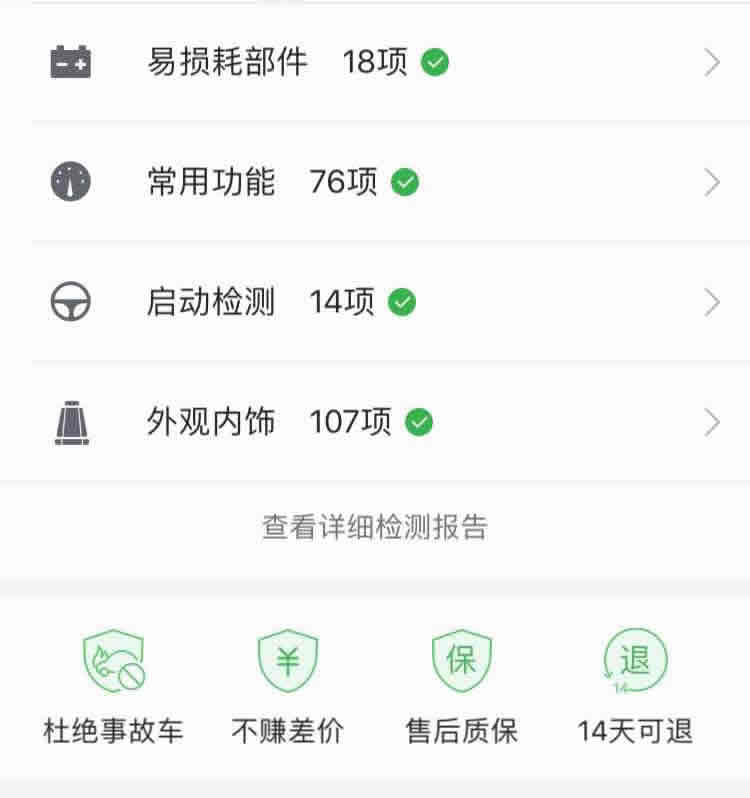 易损耗部件 18项
常用功能 76项
启动检测 14项
外观内饰 107项
查看详细检测报告
保
退
14
杜绝事故车 不赚差价 售后质保 14天可退